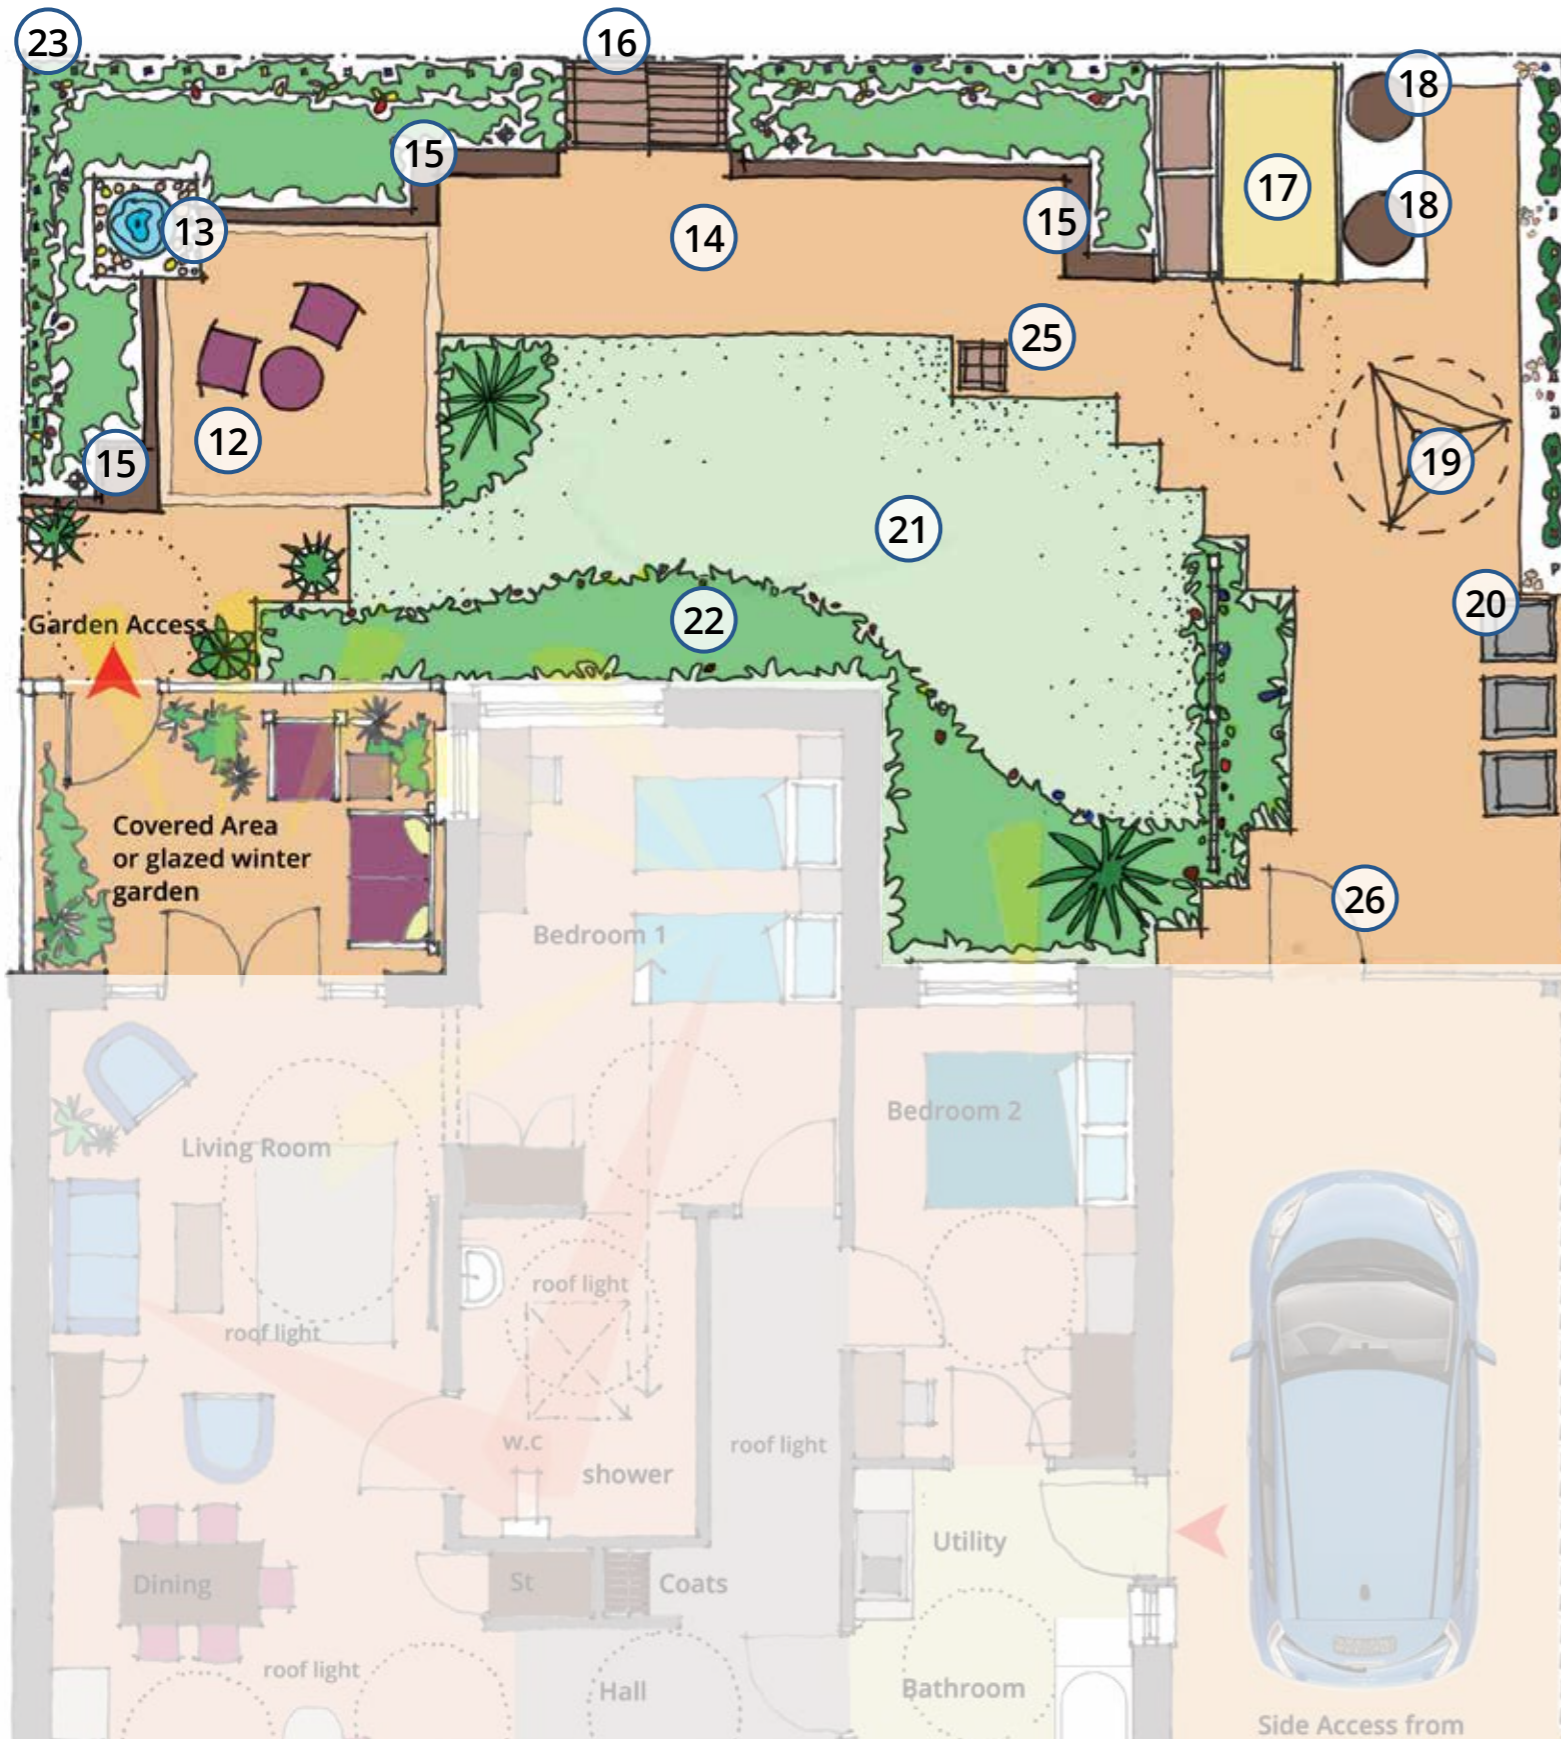 23
16
18
15
17
18
13
15
14
25
12
19
15
21
20
22
Garden Access
Covered Area
or glazed winter
garden
26
Bedroom 1
Bedroom 2
Living Room
roof light
roof light
w.c
roof light
shower
Utility
Dining
St
Coats
roof light
Hall
Bathroom
Side Access from